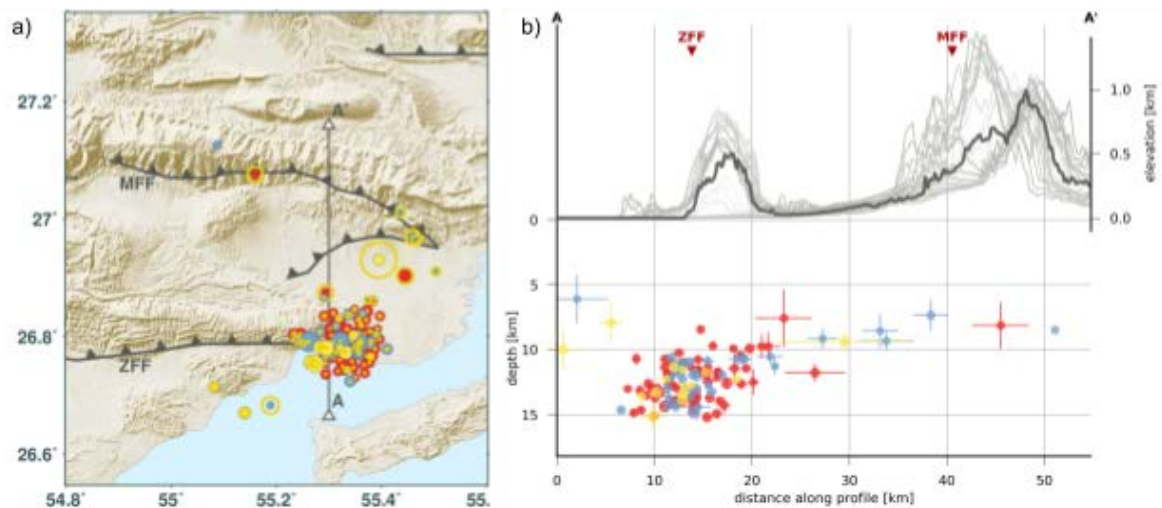 a)
27.2°
27°
26.8°
26.6°
54.8
55°
55.2°
55.4°
55.
A'
MFF
ZFF
A
b)
A
A'
ZFF
MFF
1.0
0.5
0.0
elevation [km]
0
5
10
15
depth [km]
0
10
20
30
40
50
distance along profile [km]